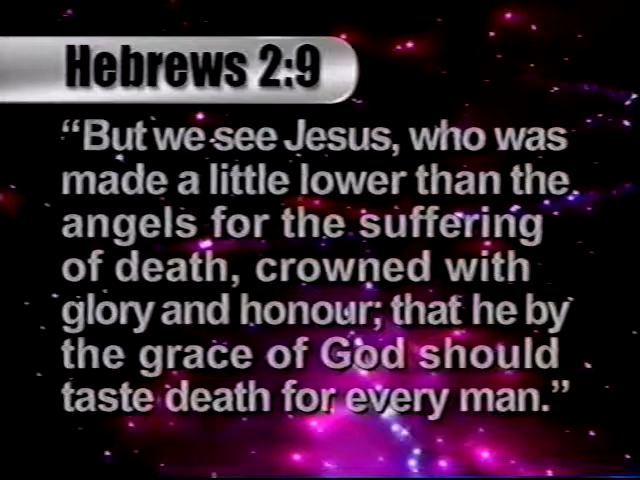 Hebrews 2:9
“But we see Jesus, who was
made a little lower than the
angels for the suffering
of death, crowned with
glory and honour; that he by
the grace of God should
taste death for every man.”